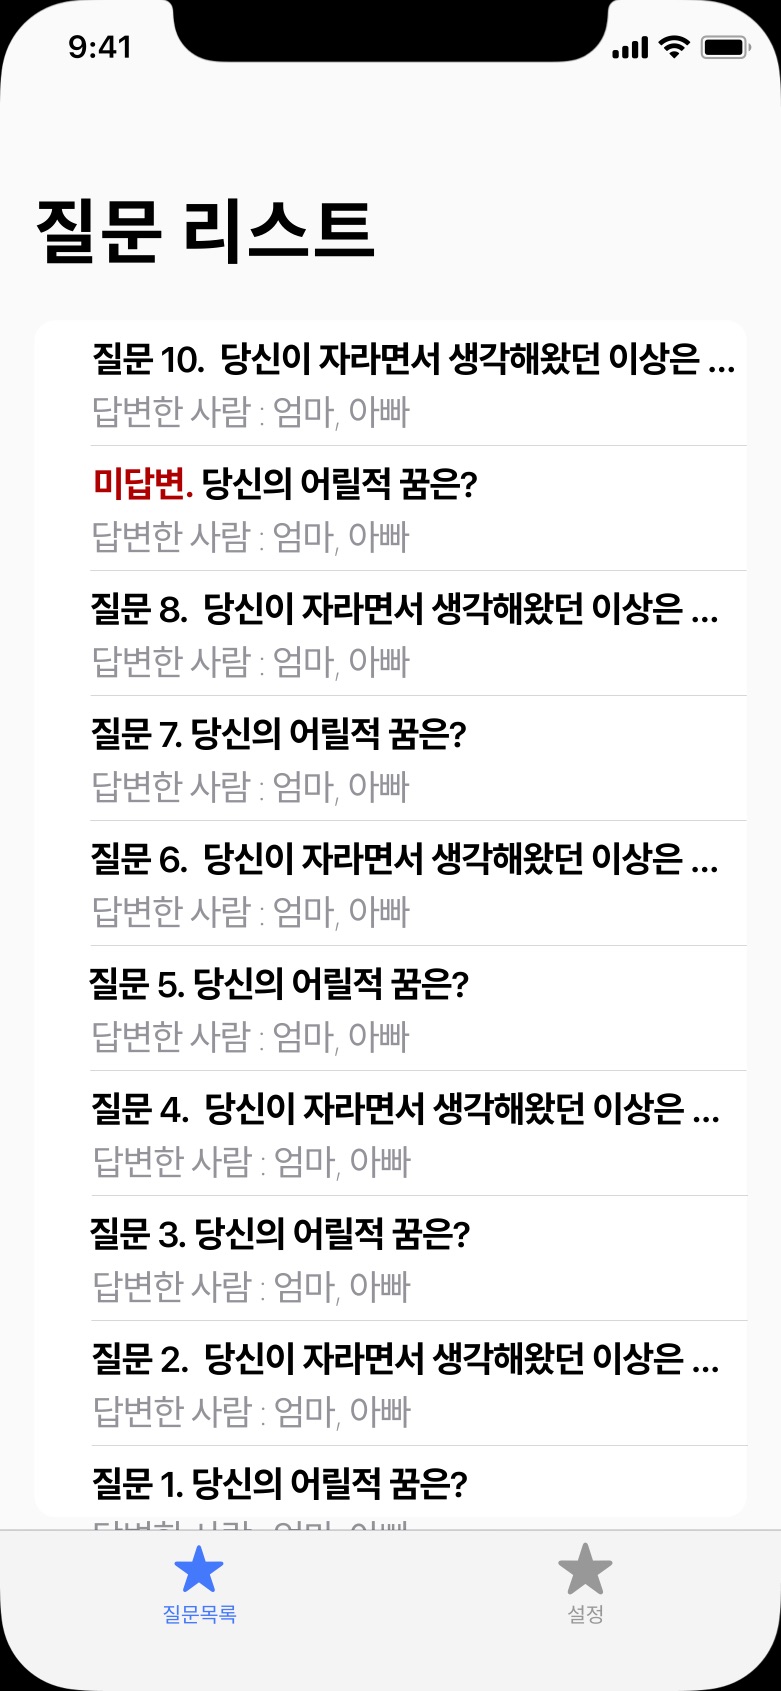 9:41
질문 리스트
질문 10. 당신이 자라면서 생각해왔던 이상은 ...
답변한 사람 : 엄마, 아빠
미답변. 당신의 어릴적 꿈은?
답변한 사람 : 엄마, 아빠
질문 8. 당신이 자라면서 생각해왔던 이상은 ...
답변한 사람 : 엄마, 아빠
질문 7. 당신의 어릴적 꿈은?
답변한 사람 : 엄마, 아빠
질문 6. 당신이 자라면서 생각해왔던 이상은 ...
답변한 사람 : 엄마, 아빠
질문 5. 당신의 어릴적 꿈은?
답변한 사람 : 엄마, 아빠
질문 4. 당신이 자라면서 생각해왔던 이상은 ...
답변한 사람 : 엄마, 아빠
질문 3. 당신의 어릴적 꿈은?
답변한 사람 : 엄마, 아빠
질문 2. 당신이 자라면서 생각해왔던 이상은 ...
답변한 사람 : 엄마, 아빠
질문 1. 당신의 어릴적 꿈은?
질문목록
설정